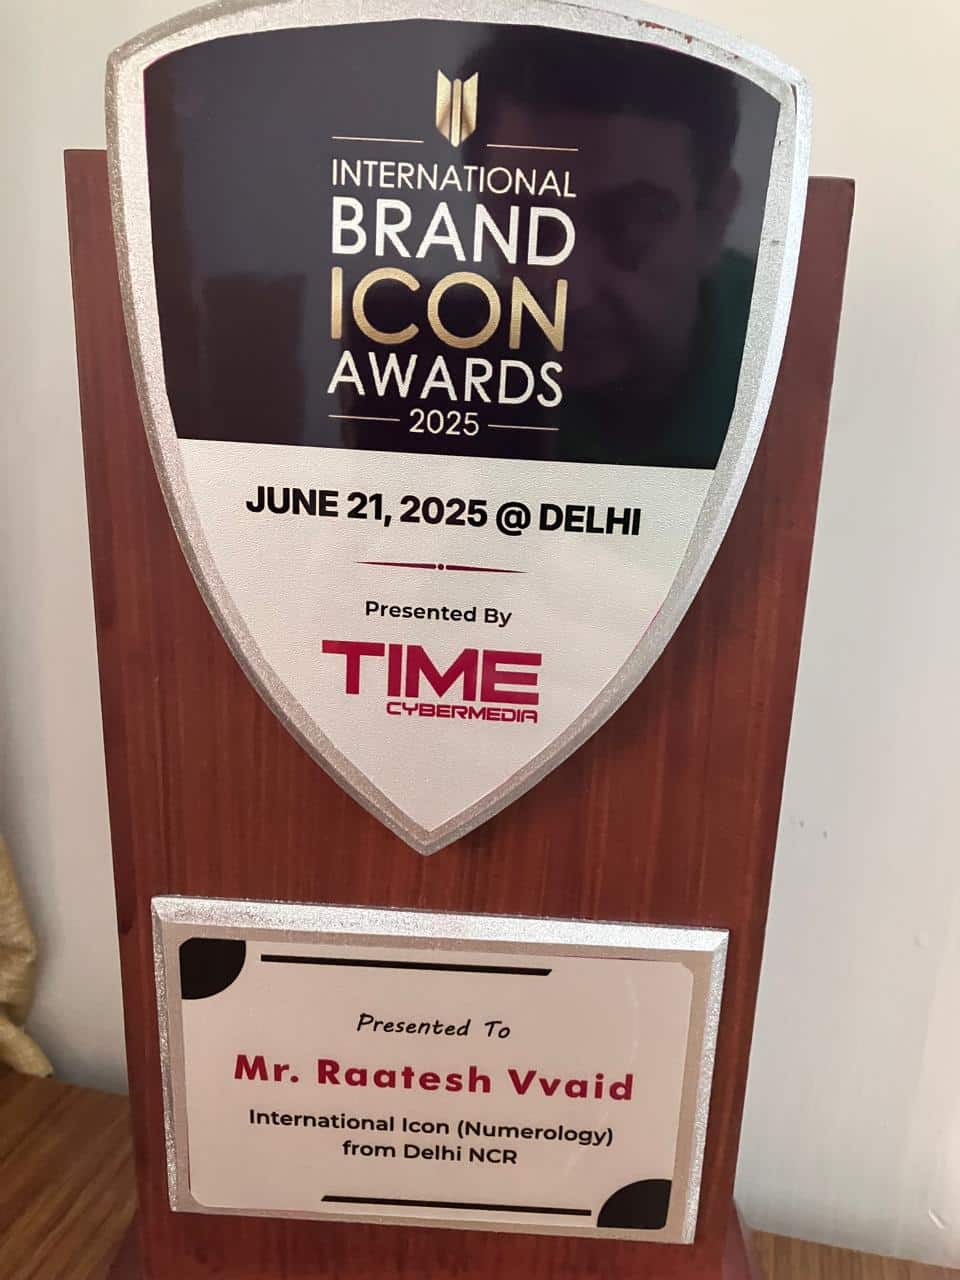 INTERNATIONAL
BRAND
ICON
AWARDS
2025
JUNE 21, 2025 @ DELHI
Presented By
TIME
CYBERMEDIA
Presented To
Mr. Raatesh Vvaid
International Icon (Numerology)
from Delhi NCR